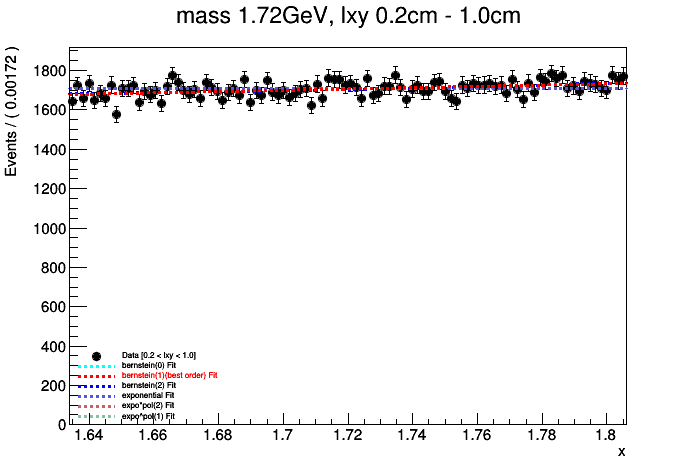 mass 1.72GeV, lxy 0.2cm - 1.0cm
Events / ( 0.00172 )
1800
1600
1400
1200
1000
800
600
400
200
0
Data [0.2 < lxy < 1.0]
bernstein(0) Fit
bernstein(1)(best order) Fit
bernstein(2) Fit
exponential Fit
expo*pol(2) Fit
expo^pol(1) Fit
1.64 1.66 1.68 1.7 1.72 1.74 1.76 1.78 1.8
x